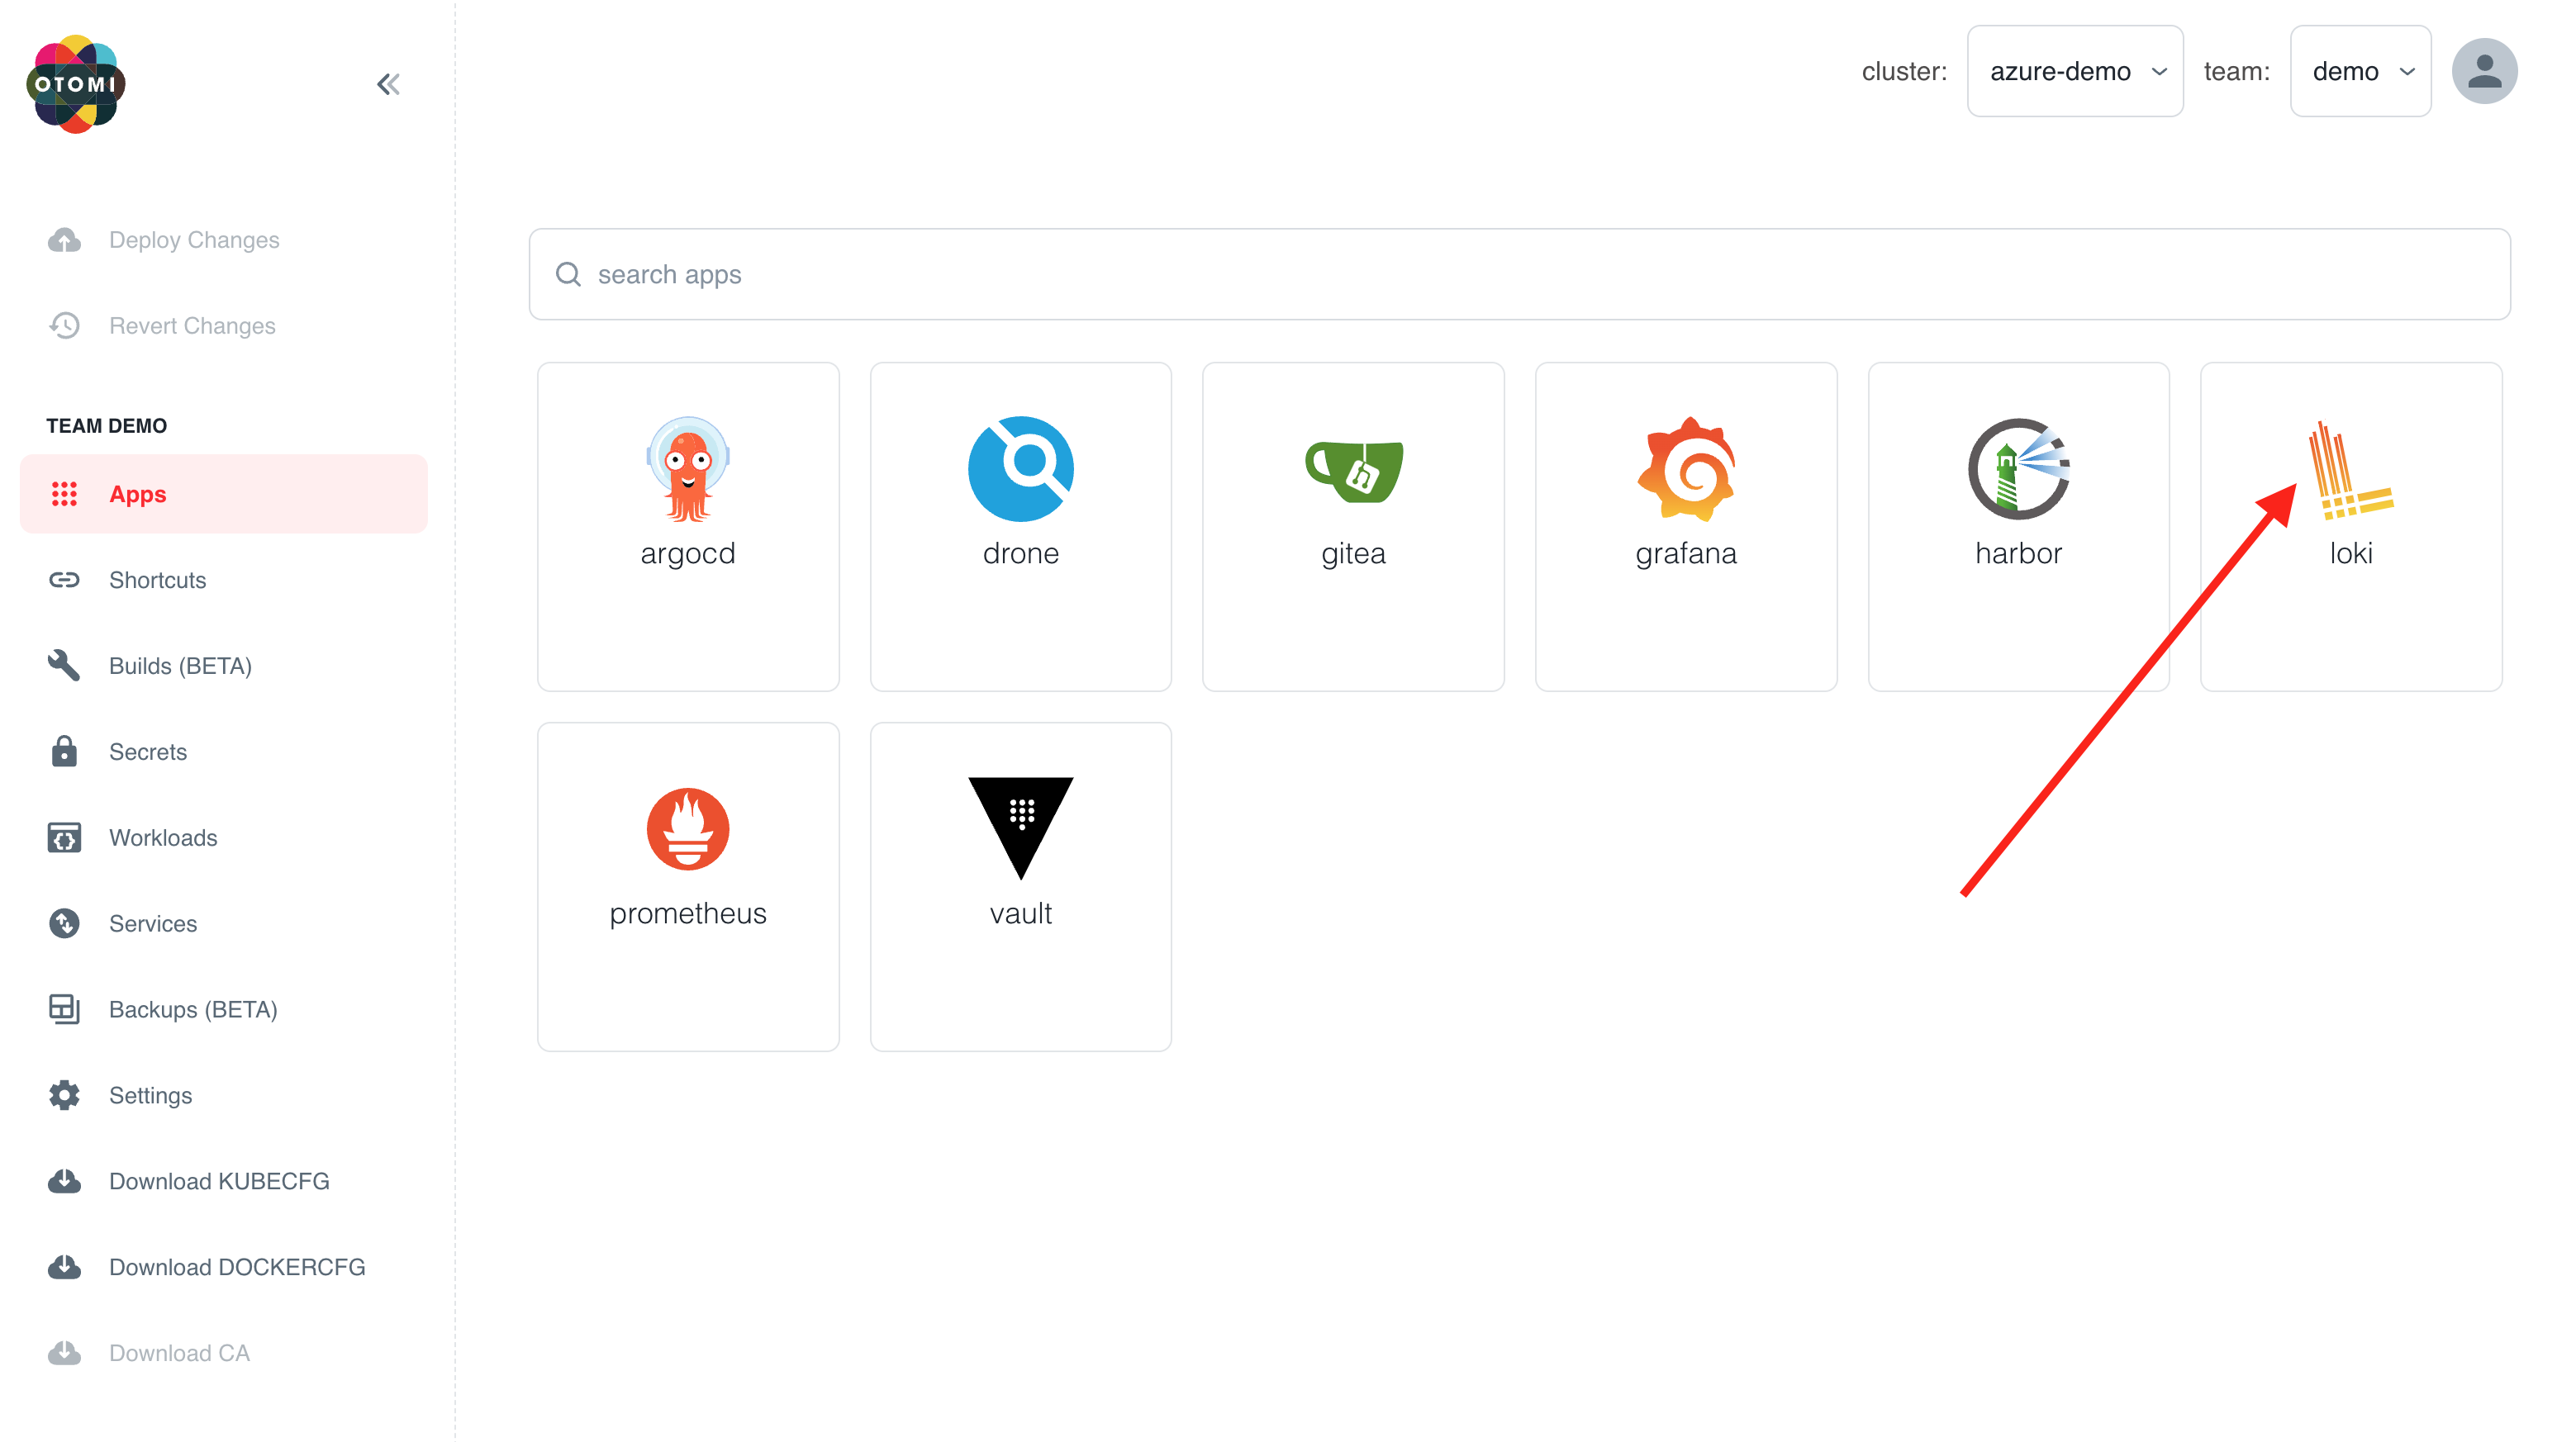 OTOMI
cluster:
azure-demo
team:
demo
Deploy Changes
Revert Changes
TEAM DEMO
Apps
Shortcuts
Builds (BETA)
Secrets
Workloads
Services
Backups (BETA)
Settings
Download KUBECFG
Download DOCKERCFG
Download CA
search apps
argocd
drone
gitea
grafana
harbor
loki
prometheus
vault